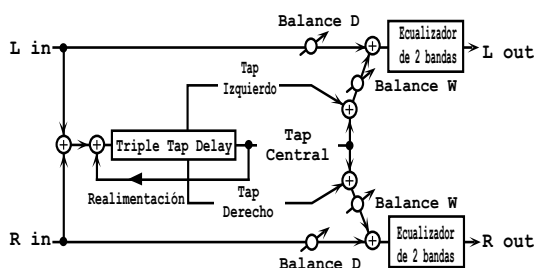 Balance D
Ecualizador
de 2 bandas
L in
L out
Tap
Izquierdo
Balance W
Triple Tap Delay
Tap
Central
Realimentación
Tap
Derecho
Balance W
R in
Ecualizador
de 2 bandas
R out
Balance D